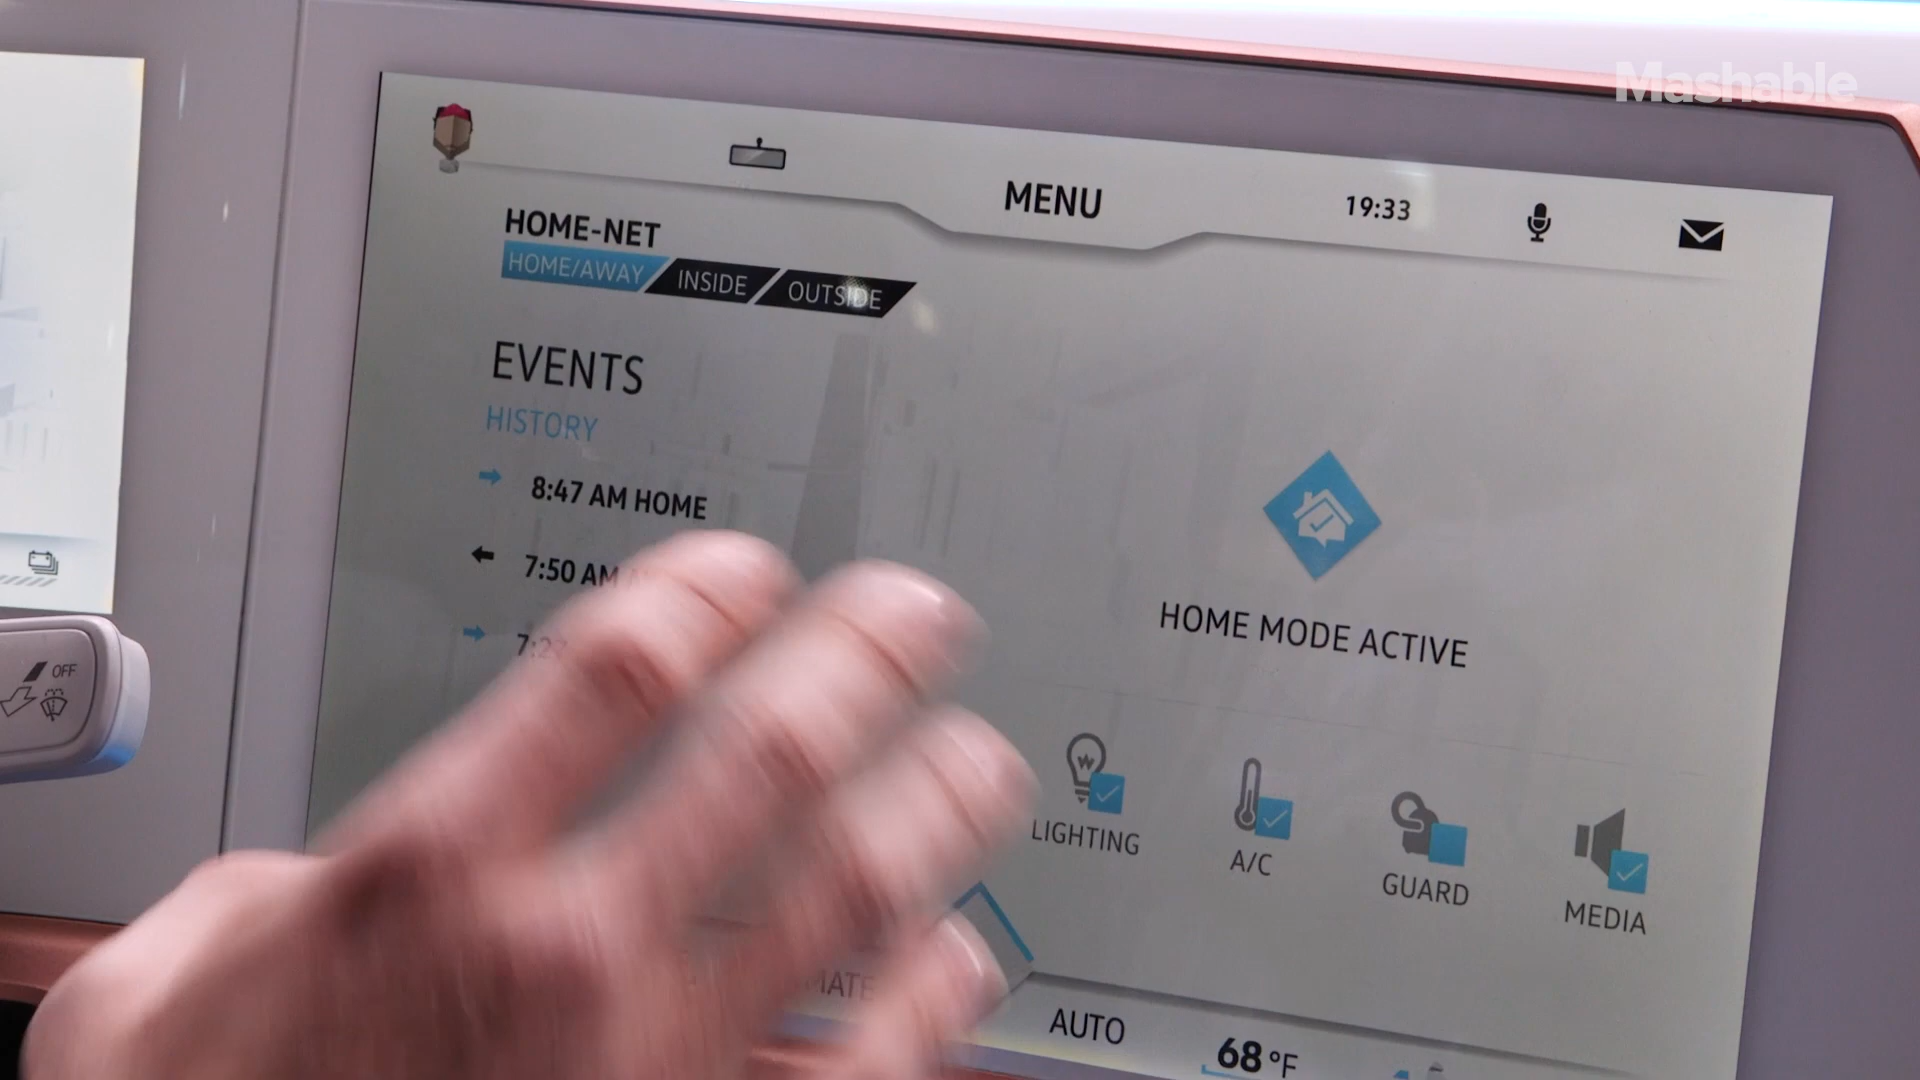 Mashable
MENU
19:33
HOME-NET
HOME/AWAY INSIDE OUTSIDE
EVENTS
HISTORY
8:47 AM HOME
7:50 AM
HOME MODE ACTIVE
OFF
LIGHTING
A/C
GUARD
MEDIA
AUTO
68°F